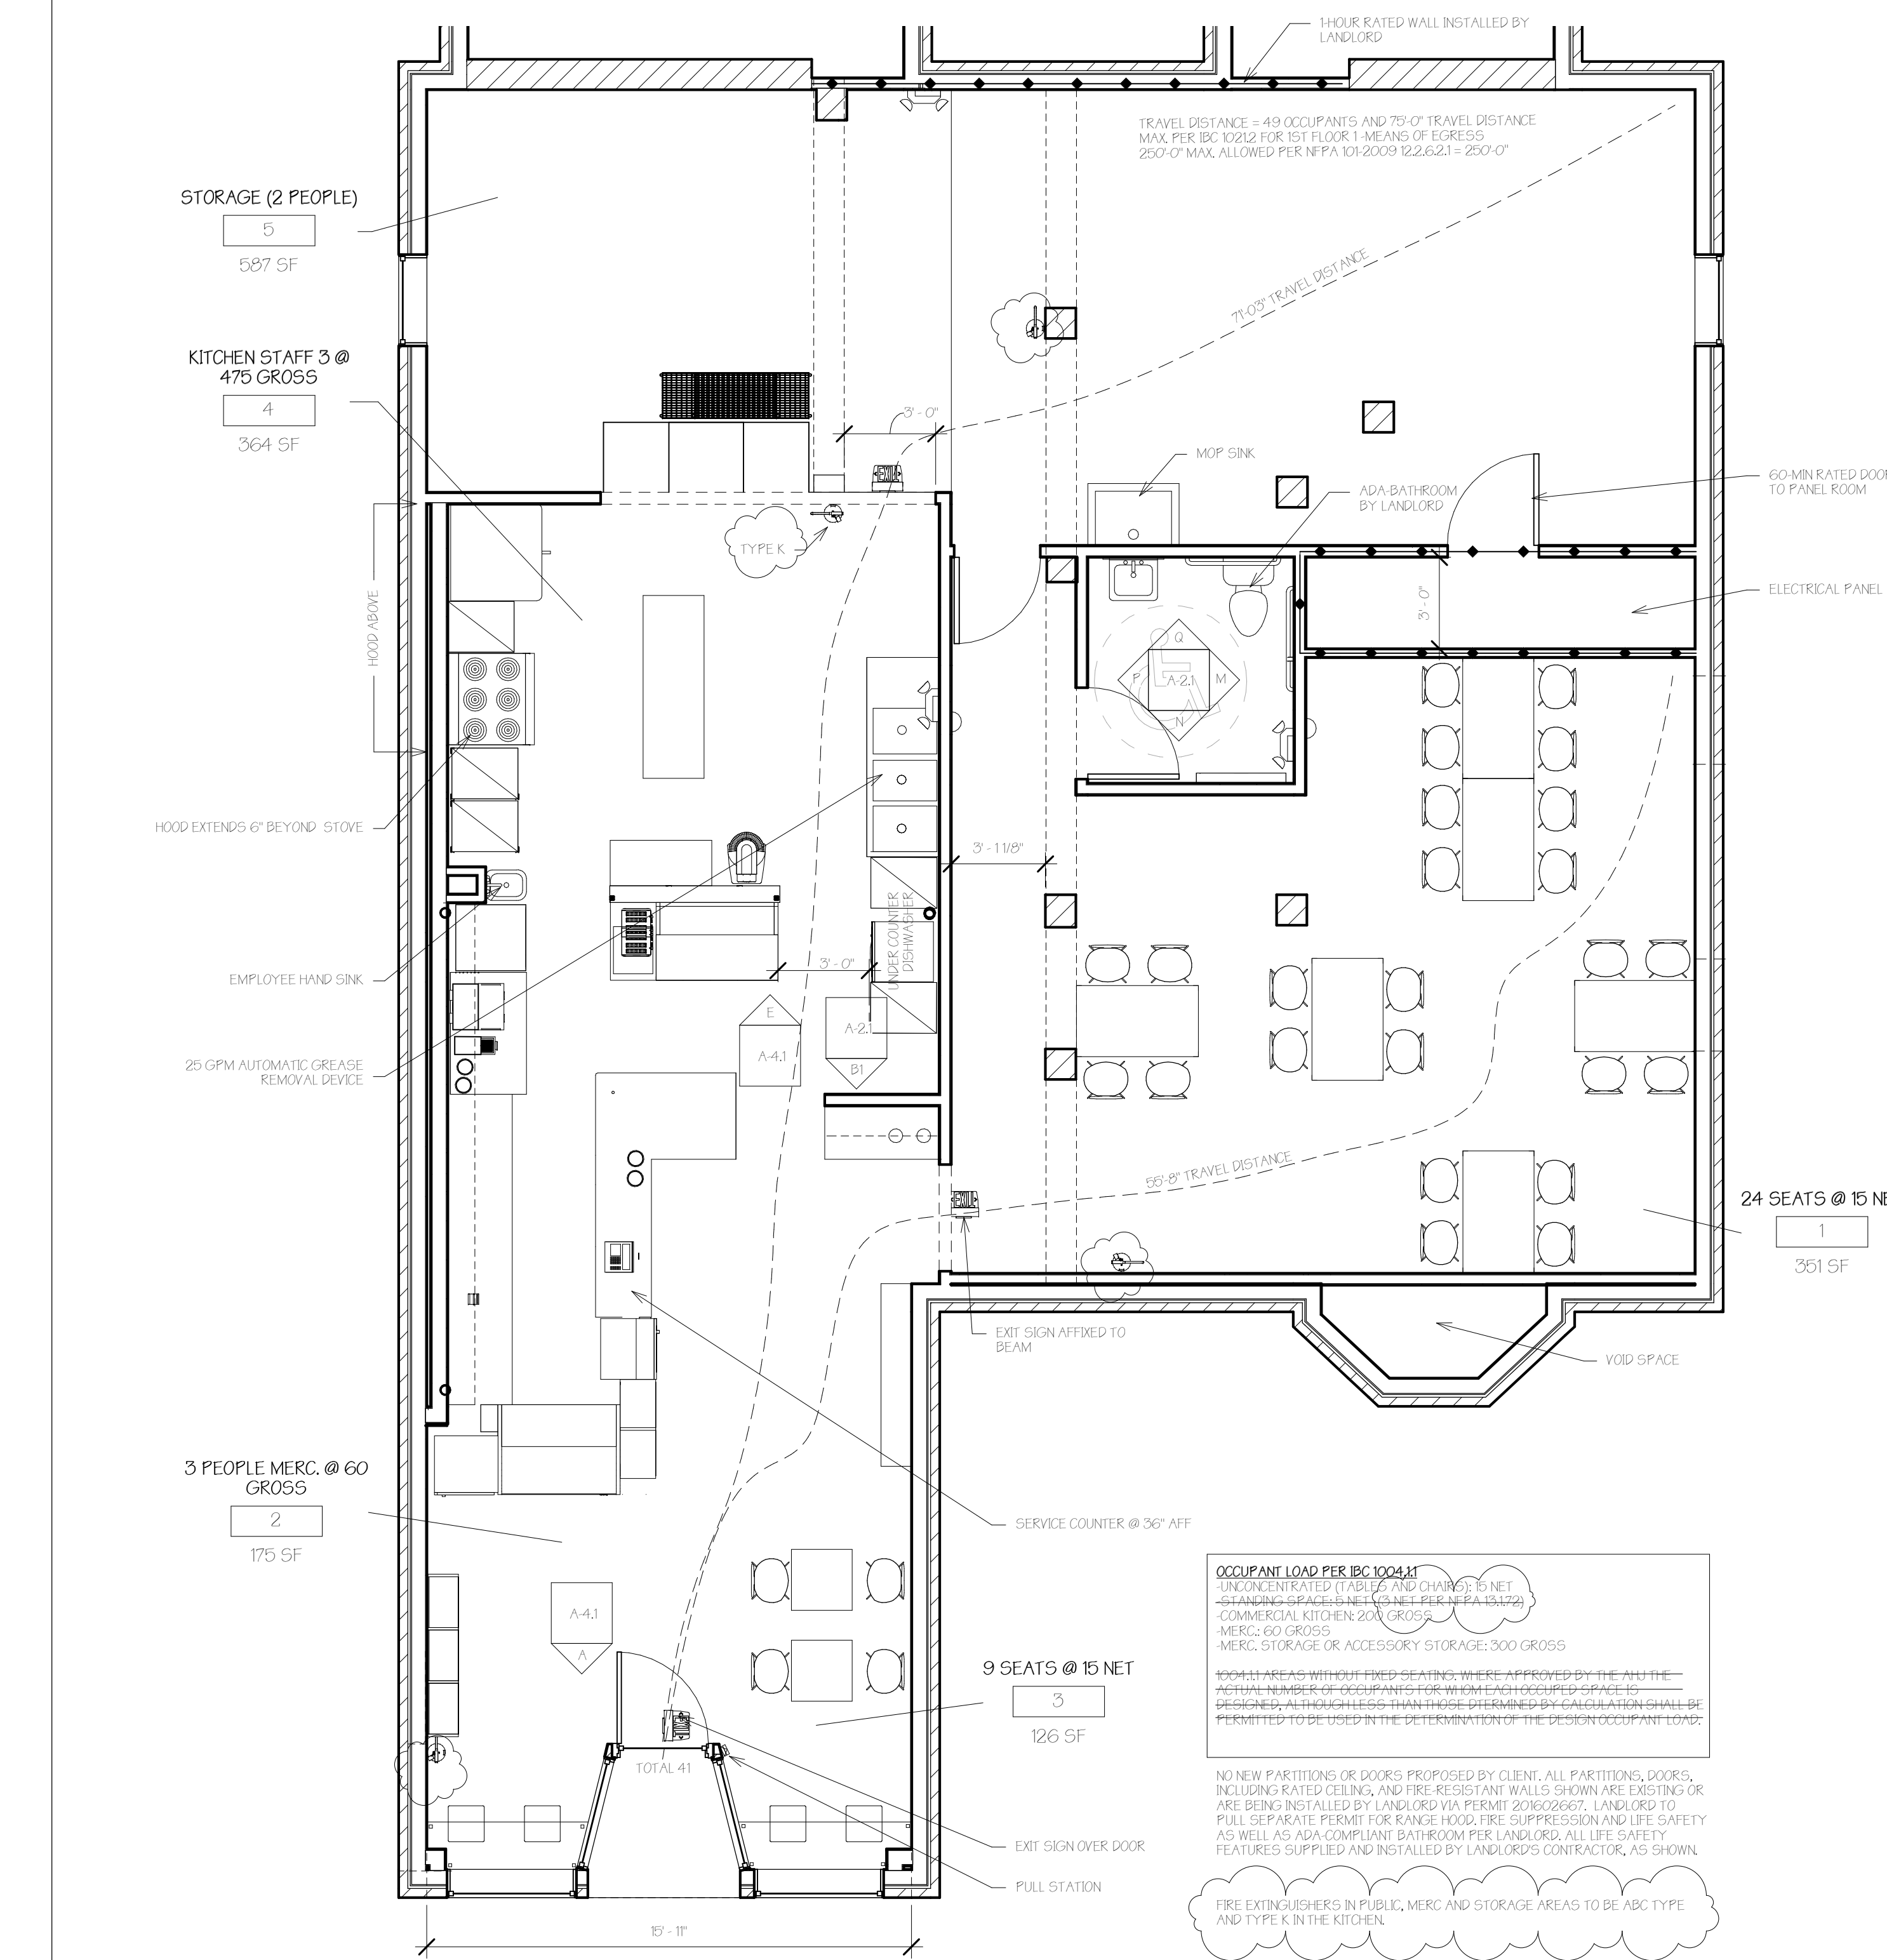 1-HOUR RATED WALL INSTALLED BY
LANDLORD
TRAVEL DISTANCE = 49 OCCUPANTS AND 75'-0" TRAVEL DISTANCE
MAX. PER IBC 1021.2 FOR 1ST FLOOR 1 -MEANS OF EGRESS
250'-0" MAX. ALLOWED PER NFPA 101-2009 12.2.6.2.1 = 250'-0"
STORAGE (2 PEOPLE)
5
587 SF
71'-03" TRAVEL DISTANCE
KITCHEN STAFF 3 @
475 GROSS
4
364 SF
3' - 0"
EXIT
MOP SINK
ADA-BATHROOM
BY LANDLORD
60-MIN RATED DOOR
TO PANEL ROOM
TYPE K
HOOD ABOVE
ELECTRICAL PANEL
3' - 0"
Q
P
A-2.1
M
N
HOOD EXTENDS 6" BEYOND STOVE
3' - 1 1/8"
UNDER COUNTER
DISHWASHER
EMPLOYEE HAND SINK
3' - 0"
E
A-4.1
A-2.1
B1
25 GPM AUTOMATIC GREASE
REMOVAL DEVICE
55'-8" TRAVEL DISTANCE
EXIT
24 SEATS @ 15 NE
1
351 SF
EXIT SIGN AFFIXED TO
BEAM
VOID SPACE
3 PEOPLE MERC. @ 60
GROSS
2
175 SF
SERVICE COUNTER @ 36" AFF
A-4.1
A
9 SEATS @ 15 NET
3
126 SF
EXIT
TOTAL 41
OCCUPANT LOAD PER IBC 1004.1.1
-UNCONCENTRATED (TABLES AND CHAIRS): 15 NET
-STANDING SPACE: 5 NET (3 NET PER NFPA 13.1.72)
-COMMERCIAL KITCHEN: 200 GROSS
-MERC.: 60 GROSS
-MERC. STORAGE OR ACCESSORY STORAGE: 300 GROSS
1004.1.1 AREAS WITHOUT FIXED SEATING. WHERE APPROVED BY THE AHJ THE
ACTUAL NUMBER OF OCCUPANTS FOR WHOM EACH OCCUPED SPACE IS
DESIGNED, ALTHOUGH LESS THAN THOSE DTERMINED BY CALCULATION SHALL BE
PERMITTED TO BE USED IN THE DETERMINATION OF THE DESIGN OCCUPANT LOAD.
NO NEW PARTITIONS OR DOORS PROPOSED BY CLIENT. ALL PARTITIONS, DOORS,
INCLUDING RATED CEILING, AND FIRE-RESISTANT WALLS SHOWN ARE EXISTING OR
ARE BEING INSTALLED BY LANDLORD VIA PERMIT 201602667. LANDLORD TO
PULL SEPARATE PERMIT FOR RANGE HOOD. FIRE SUPPRESSION AND LIFE SAFETY
AS WELL AS ADA-COMPLIANT BATHROOM PER LANDLORD. ALL LIFE SAFETY
FEATURES SUPPLIED AND INSTALLED BY LANDLORD'S CONTRACTOR, AS SHOWN.
EXIT SIGN OVER DOOR
PULL STATION
FIRE EXTINGUISHERS IN PUBLIC, MERC AND STORAGE AREAS TO BE ABC TYPE
AND TYPE K IN THE KITCHEN.
15' - 11"